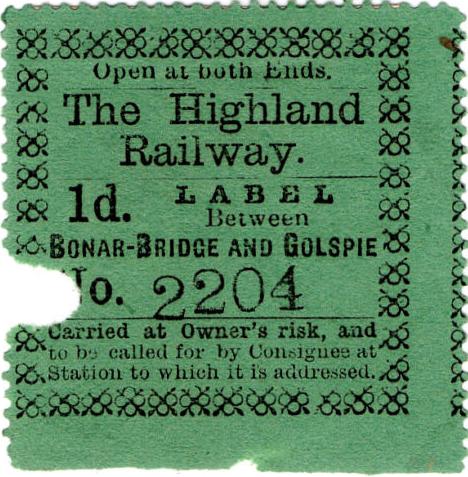 Open at both Ends.
The Highland
Railway.
1d. LABEL
Between
BONAR-BRIDGE AND GOLSPIE
No. 2204
Carried at Owner's risk, and
to be called for by Consignee at
Station to which it is addressed.